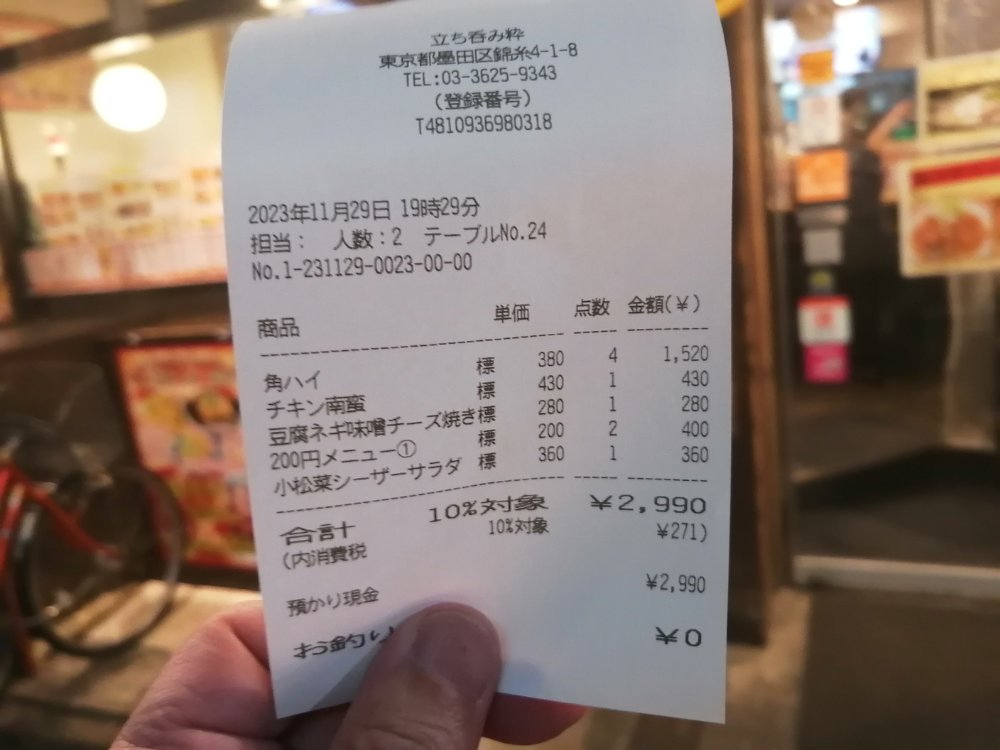 立ち呑み粋
東京都墨田区錦糸4-1-8
TEL:03-3625-9343
(登録番号)
T4810936980318
2023年11月29日 19時29分
担当： 人数：2 テーブルNo.24
No.1-231129-0023-00-00
商品 単価 点数 金額(¥)
角ハイ 標 380 4 1,520
チキン南蛮 標 430 1 430
豆腐ネギ味噌チーズ焼き標 280 1 280
200円メニュー① 標 200 2 400
小松菜シーザーサラダ 標 360 1 360
合計 10%対象 ¥2,990
(内消費税 10%対象 ¥271)
預かり現金 ¥2,990
お釣り ¥0